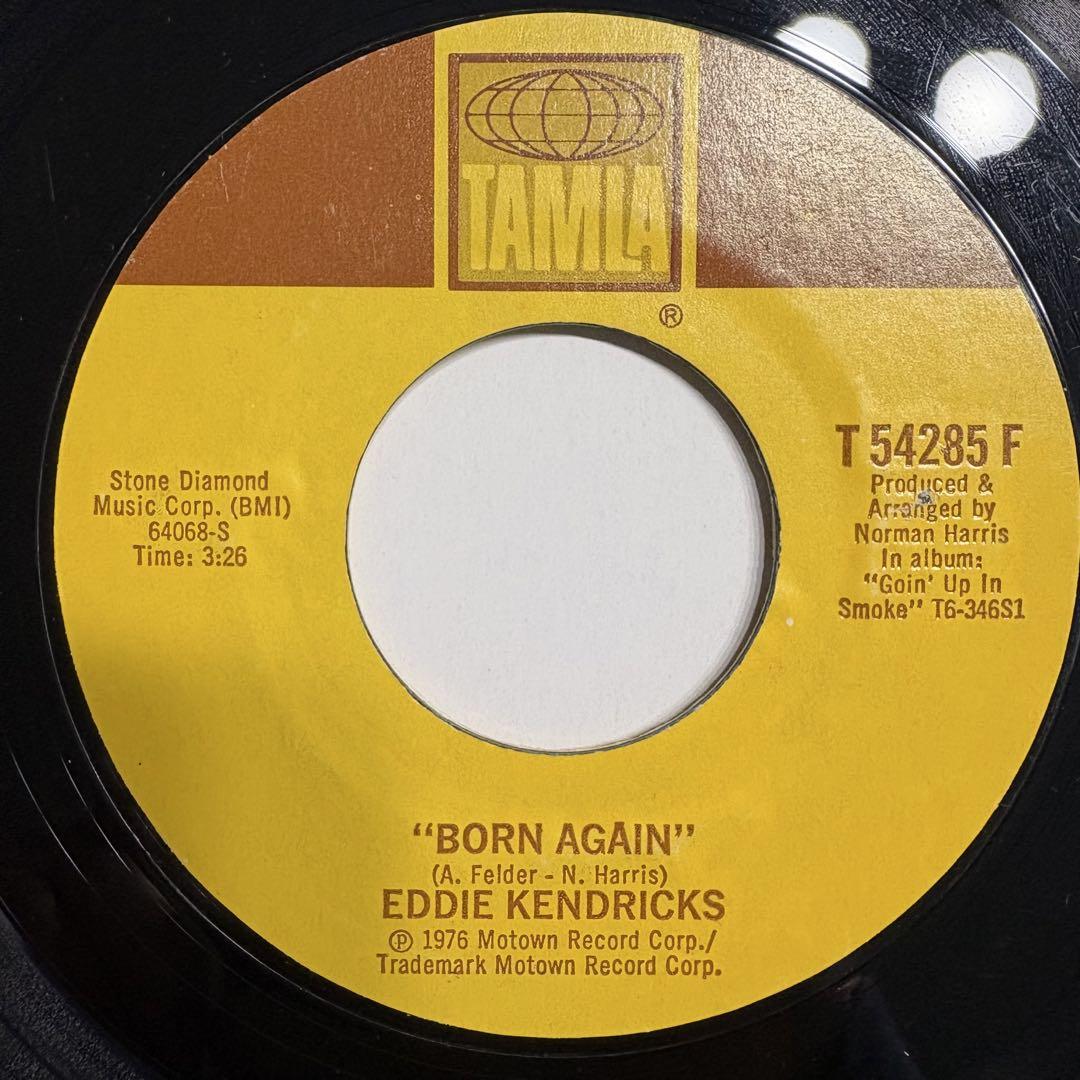 TAMLA
®
T 54285 F
Produced &
Arranged by
Norman Harris
In album:
“Goin’ Up In
Smoke” T6-346S1
Stone Diamond
Music Corp. (BMI)
64068-S
Time: 3:26
“BORN AGAIN”
(A. Felder - N. Harris)
EDDIE KENDRICKS
℗ 1976 Motown Record Corp./
Trademark Motown Record Corp.